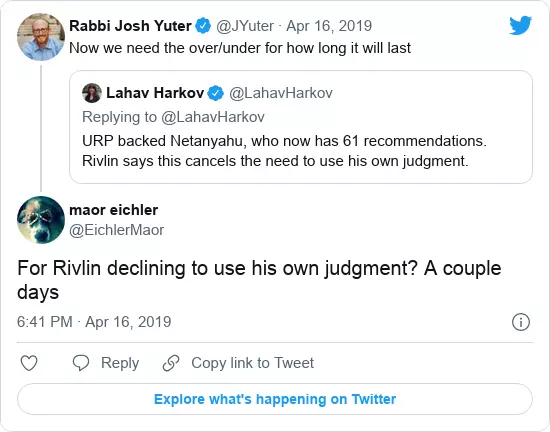 Rabbi Josh Yuter @JYuter · Apr 16, 2019
Now we need the over/under for how long it will last
Lahav Harkov @LahavHarkov
Replying to @LahavHarkov
URP backed Netanyahu, who now has 61 recommendations.
Rivlin says this cancels the need to use his own judgment.
maor eichler
@EichlerMaor
For Rivlin declining to use his own judgment? A couple
days
6:41 PM · Apr 16, 2019
Reply Copy link to Tweet
Explore what's happening on Twitter